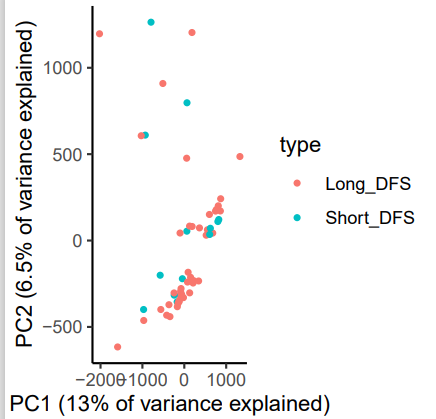 PC2 (6.5% of variance explained)
1000
500
0
−500
−2000
−1000
0
1000
PC1 (13% of variance explained)
type
Long_DFS
Short_DFS